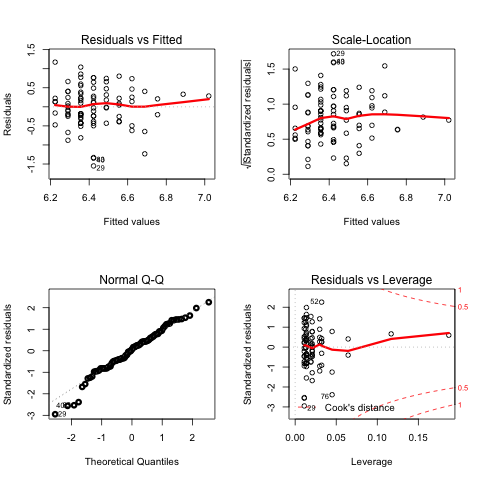 Residuals vs Fitted
Residuals
1.5
0.5
-0.5
-1.5
29
6.2 6.4 6.6 6.8 7.0
Fitted values
Scale-Location
√|Standardized residuals|
1.5
1.0
0.5
0.0
29
6.2 6.4 6.6 6.8 7.0
Fitted values
Normal Q-Q
Standardized residuals
2
1
0
-1
-2
-3
40
29
-2 -1 0 1 2
Theoretical Quantiles
Residuals vs Leverage
Standardized residuals
2
1
0
-1
-2
-3
52
76
29
Cook's distance
1
0.5
0.5
1
0.00 0.05 0.10 0.15
Leverage